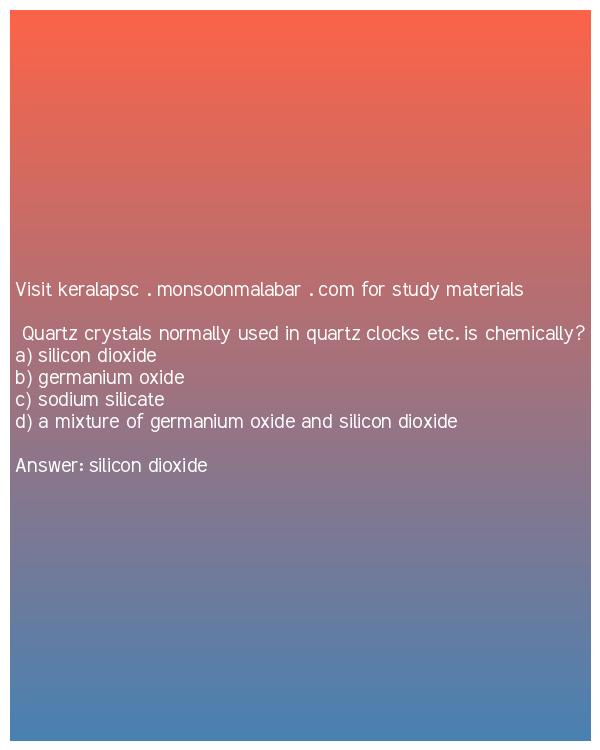 Visit keralapsc . monsoonmalabar . com for study materials
Quartz crystals normally used in quartz clocks etc. is chemically?
a) silicon dioxide
b) germanium oxide
c) sodium silicate
d) a mixture of germanium oxide and silicon dioxide
Answer: silicon dioxide